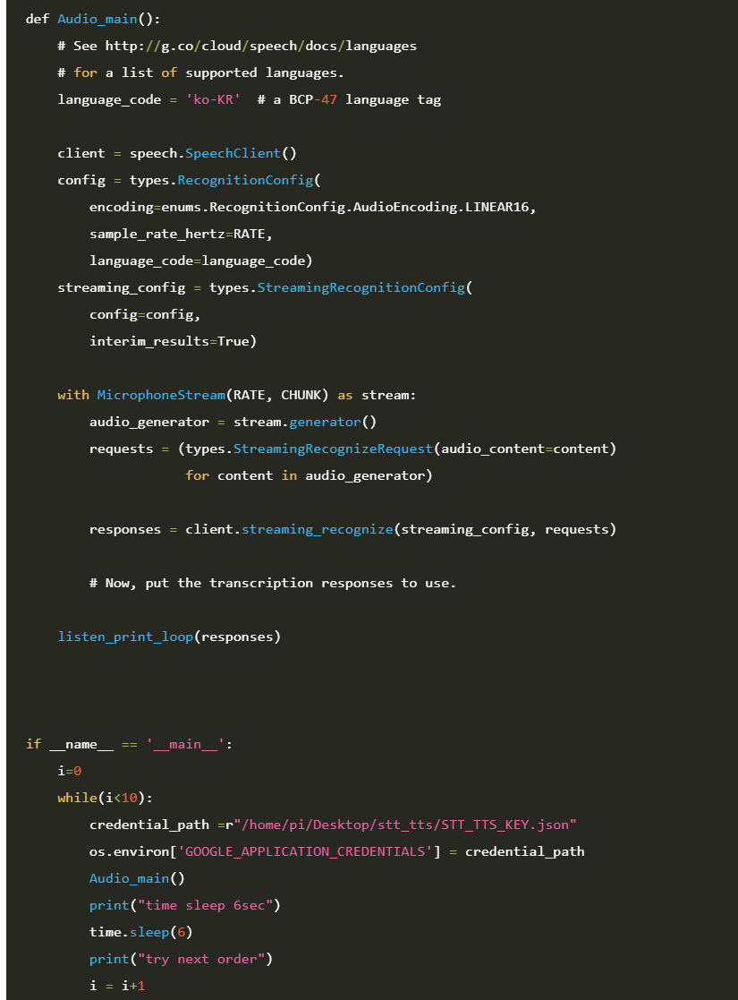 def Audio_main():
    # See http://g.co/cloud/speech/docs/languages
    # for a list of supported languages.
    language_code = 'ko-KR'  # a BCP-47 language tag

    client = speech.SpeechClient()
    config = types.RecognitionConfig(
        encoding=enums.RecognitionConfig.AudioEncoding.LINEAR16,
        sample_rate_hertz=RATE,
        language_code=language_code)
    streaming_config = types.StreamingRecognitionConfig(
        config=config,
        interim_results=True)

    with MicrophoneStream(RATE, CHUNK) as stream:
        audio_generator = stream.generator()
        requests = (types.StreamingRecognizeRequest(audio_content=content)
                    for content in audio_generator)

        responses = client.streaming_recognize(streaming_config, requests)

        # Now, put the transcription responses to use.

    listen_print_loop(responses)

if __name__ == '__main__':
    i=0
    while(i<10):
        credential_path =r"/home/pi/Desktop/stt_tts/STT_TTS_KEY.json"
        os.environ['GOOGLE_APPLICATION_CREDENTIALS'] = credential_path
        Audio_main()
        print("time sleep 6sec")
        time.sleep(6)
        print("try next order")
        i = i+1